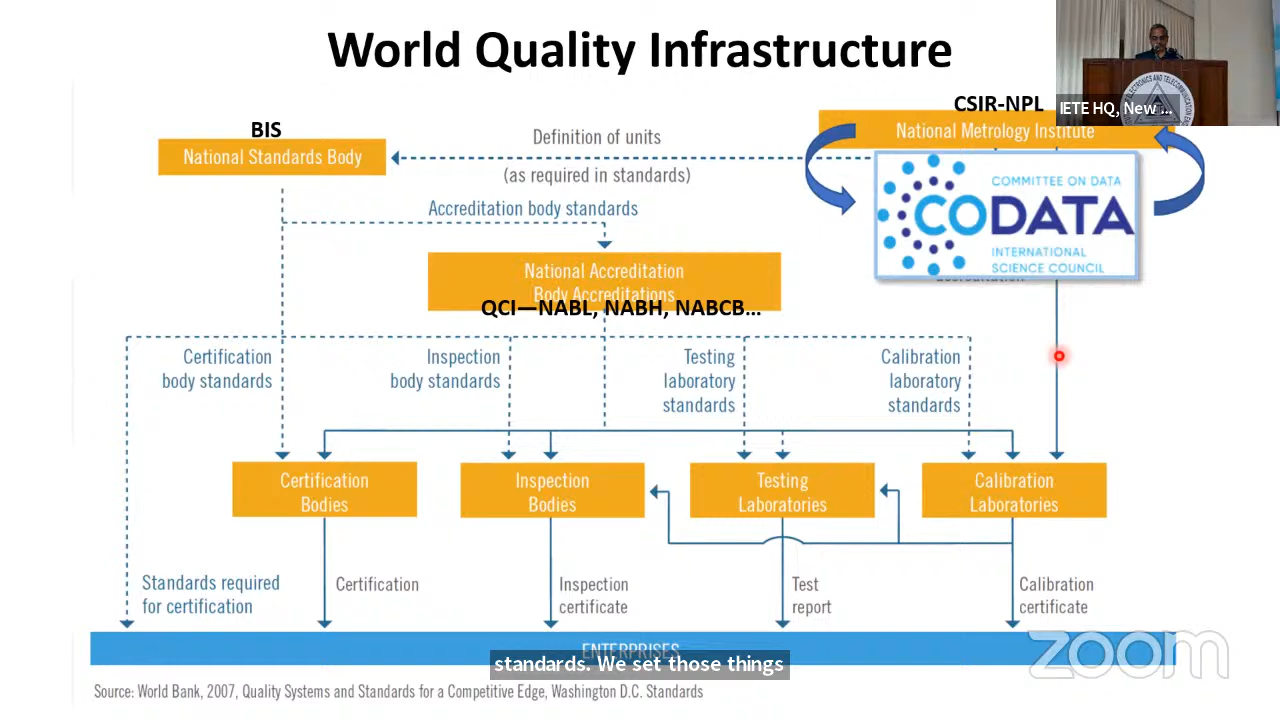 World Quality Infrastructure
CSIR-NPL
National Metrology Institute
IETE HQ, New ...
BIS
National Standards Body
Definition of units
(as required in standards)
Accreditation body standards
CODATA
COMMITTEE ON DATA
INTERNATIONAL
SCIENCE COUNCIL
National Accreditation
Body Accreditations
QCI—NABL, NABH, NABCB...
Certification
body standards
Inspection
body standards
Testing
laboratory
standards
Calibration
laboratory
standards
Certification
Bodies
Inspection
Bodies
Testing
Laboratories
Calibration
Laboratories
Standards required
for certification
Certification
Inspection
certificate
Test
report
Calibration
certificate
ENTERPRISES
standards. We set those things
zoom
Source: World Bank, 2007, Quality Systems and Standards for a Competitive Edge, Washington D.C. Standards